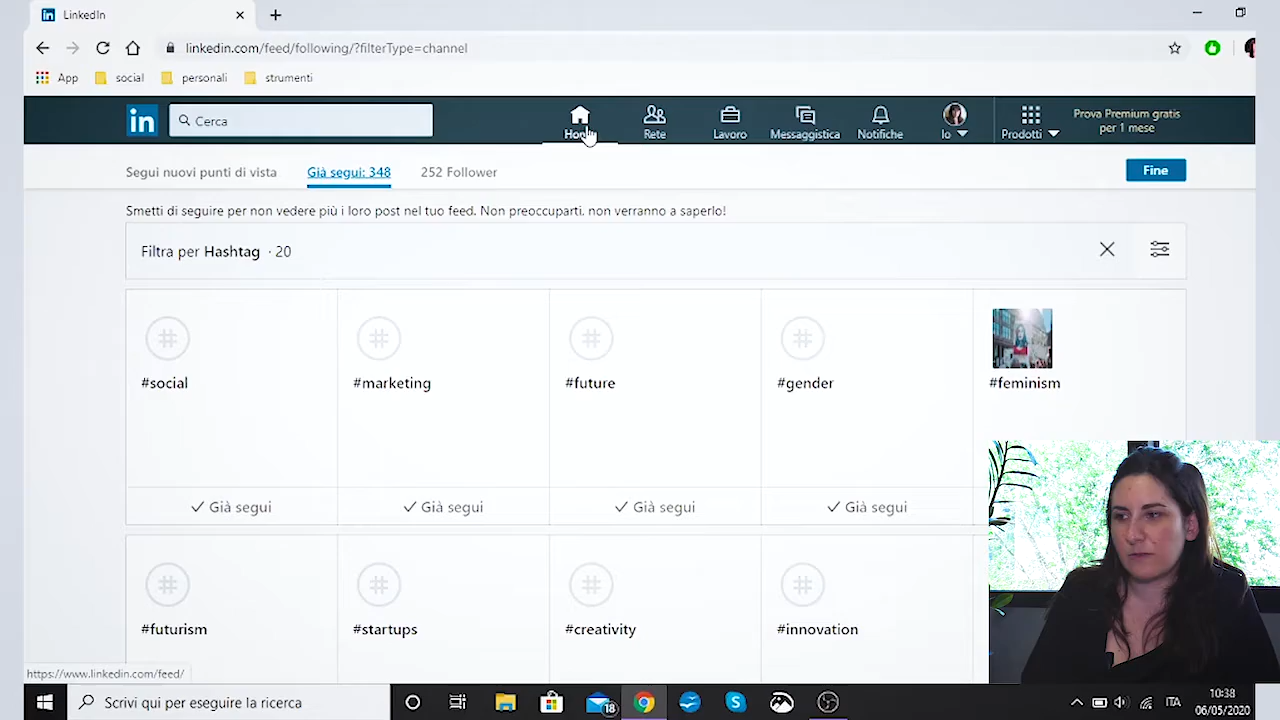 LinkedIn
linkedin.com/feed/following/?filterType=channel
App social personali strumenti
in Cerca
Home Rete Lavoro Messaggistica Notifiche Io Prodotti
Prova Premium gratis
per 1 mese
Segui nuovi punti di vista Già segui: 348 252 Follower Fine
Smetti di seguire per non vedere più i loro post nel tuo feed. Non preoccuparti, non verranno a saperlo!
Filtra per Hashtag · 20
#social #marketing #future #gender #feminism
Già segui Già segui Già segui Già segui
#futurism #startups #creativity #innovation
https://www.linkedin.com/feed/
Scrivi qui per eseguire la ricerca 18 ITA
10:38
06/05/2020